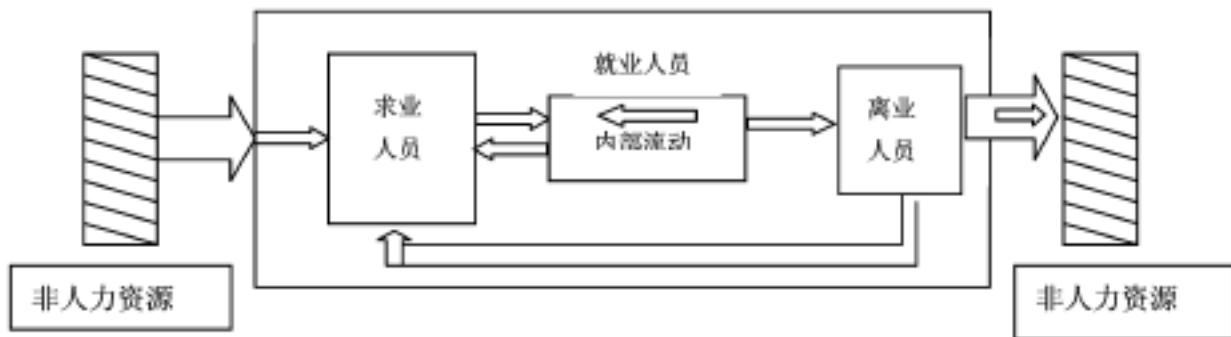 就业人员
求业
人员
内部流动
离业
人员
非人力资源
非人力资源